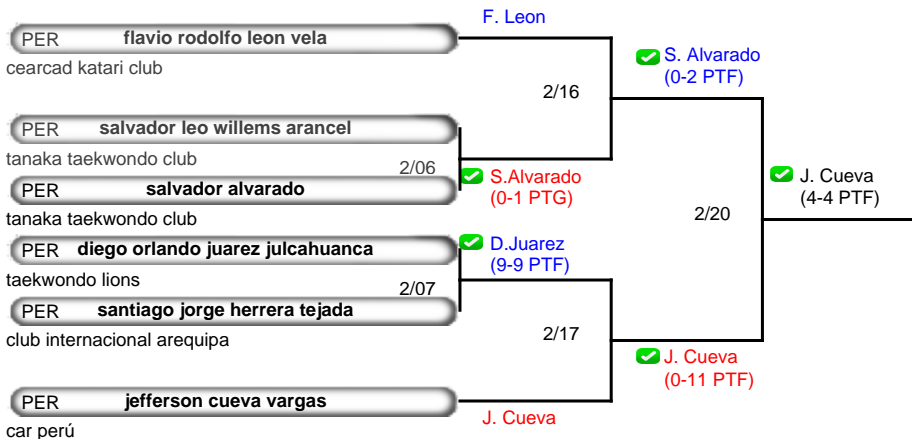 F. Leon
PER flavio rodolfo leon vela
cearcad katari club
S. Alvarado
(0-2 PTF)
2/16
PER salvador leo willems arancel
tanaka taekwondo club
2/06
S.Alvarado
(0-1 PTG)
J. Cueva
(4-4 PTF)
PER salvador alvarado
tanaka taekwondo club
2/20
PER diego orlando juarez julcahuanca
D.Juarez
(9-9 PTF)
taekwondo lions
2/07
PER santiago jorge herrera tejada
club internacional arequipa
2/17
J. Cueva
(0-11 PTF)
PER jefferson cueva vargas
J. Cueva
car perú